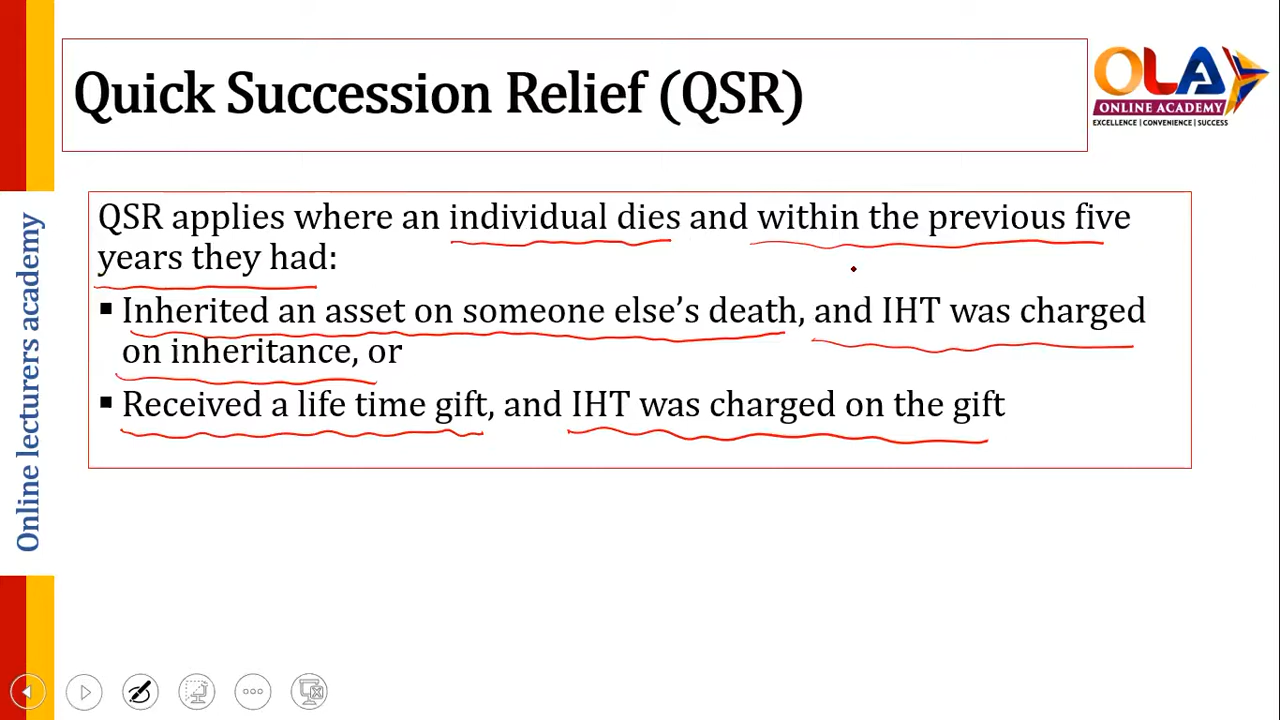 Quick Succession Relief (QSR)
OLA
ONLINE ACADEMY
EXCELLENCE | CONVENIENCE | SUCCESS
Online lecturers academy
QSR applies where an individual dies and within the previous five
years they had:
▪ Inherited an asset on someone else’s death, and IHT was charged
on inheritance, or
▪ Received a life time gift, and IHT was charged on the gift